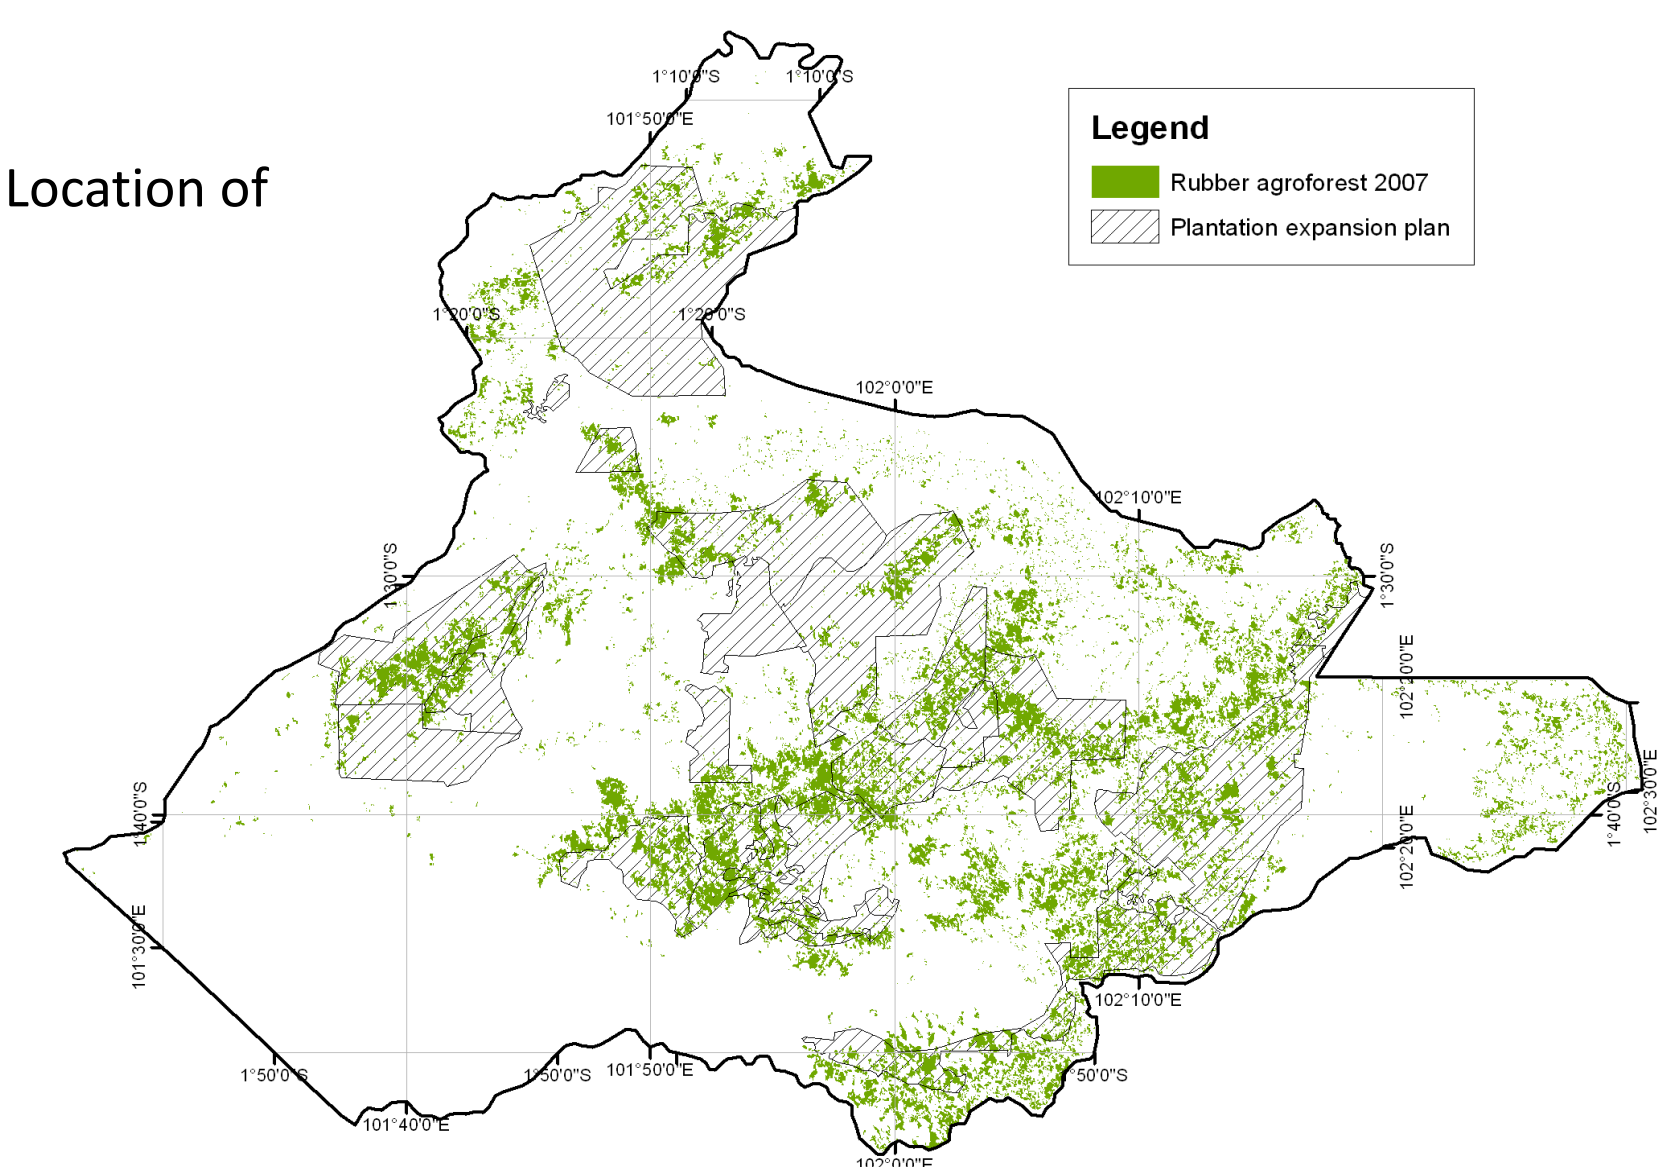 1°10'0"S 1°10'0"S
101°50'0"E
Legend
Location of
Rubber agroforest 2007
Plantation expansion plan
1°20'0"S 1°20'0"S
102°0'0"E
102°10'0"E
1°30'0"S
1°30'0"S
102°20'0"E
1°40'0"S
102°30'0"E
1°40'0"S
102°20'0"E
101°30'0"E
102°10'0"E
1°50'0"S
1°50'0"S
101°50'0"E
°50'0"S
101°40'0"E
102°0'0"E